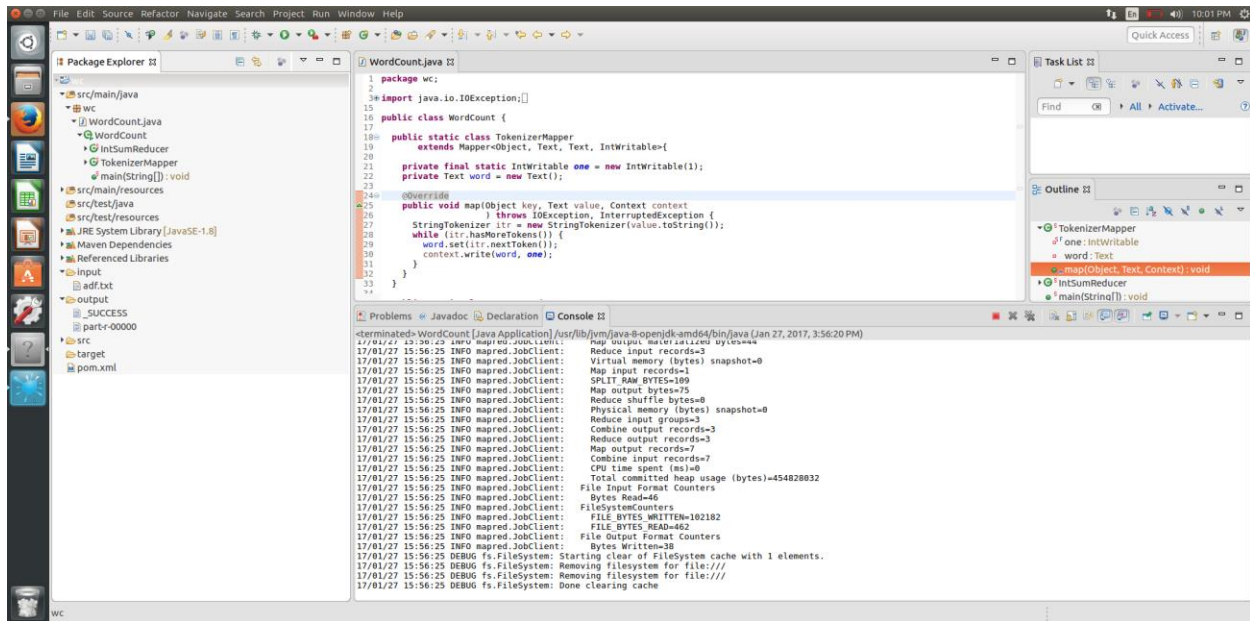 File Edit Source Refactor Navigate Search Project Run Window Help
En 10:01 PM
Quick Access
Package Explorer
src/main/java
wc
WordCount.java
WordCount
IntSumReducer
TokenizerMapper
main(String[]) : void
src/main/resources
src/test/java
src/test/resources
JRE System Library [JavaSE-1.8]
Maven Dependencies
Referenced Libraries
input
adf.txt
output
_SUCCESS
part-r-00000
src
target
pom.xml
WordCount.java
1 package wc;
2
3 import java.io.IOException;
15
16 public class WordCount {
17
18 public static class TokenizerMapper
19 extends Mapper<Object, Text, Text, IntWritable>{
20
21 private final static IntWritable one = new IntWritable(1);
22 private Text word = new Text();
23
24 @Override
25 public void map(Object key, Text value, Context context
26 ) throws IOException, InterruptedException {
27 StringTokenizer itr = new StringTokenizer(value.toString());
28 while (itr.hasMoreTokens()) {
29 word.set(itr.nextToken());
30 context.write(word, one);
31 }
32 }
33 }
34
Task List
Find All Activate...
Outline
TokenizerMapper
one : IntWritable
word : Text
map(Object, Text, Context) : void
IntSumReducer
main(String[]) : void
Problems Javadoc Declaration Console
<terminated> WordCount [Java Application] /usr/lib/jvm/java-8-openjdk-amd64/bin/java (Jan 27, 2017, 3:56:20 PM)
17/01/27 15:56:25 INFO mapred.JobClient: Map output materialized bytes=44
17/01/27 15:56:25 INFO mapred.JobClient: Reduce input records=3
17/01/27 15:56:25 INFO mapred.JobClient: Virtual memory (bytes) snapshot=0
17/01/27 15:56:25 INFO mapred.JobClient: Map input records=1
17/01/27 15:56:25 INFO mapred.JobClient: SPLIT_RAW_BYTES=109
17/01/27 15:56:25 INFO mapred.JobClient: Map output bytes=75
17/01/27 15:56:25 INFO mapred.JobClient: Reduce shuffle bytes=0
17/01/27 15:56:25 INFO mapred.JobClient: Physical memory (bytes) snapshot=0
17/01/27 15:56:25 INFO mapred.JobClient: Reduce input groups=3
17/01/27 15:56:25 INFO mapred.JobClient: Combine output records=3
17/01/27 15:56:25 INFO mapred.JobClient: Reduce output records=3
17/01/27 15:56:25 INFO mapred.JobClient: Map output records=7
17/01/27 15:56:25 INFO mapred.JobClient: Combine input records=7
17/01/27 15:56:25 INFO mapred.JobClient: CPU time spent (ms)=0
17/01/27 15:56:25 INFO mapred.JobClient: Total committed heap usage (bytes)=454828032
17/01/27 15:56:25 INFO mapred.JobClient: File Input Format Counters
17/01/27 15:56:25 INFO mapred.JobClient: Bytes Read=46
17/01/27 15:56:25 INFO mapred.JobClient: FileSystemCounters
17/01/27 15:56:25 INFO mapred.JobClient: FILE_BYTES_WRITTEN=102182
17/01/27 15:56:25 INFO mapred.JobClient: FILE_BYTES_READ=462
17/01/27 15:56:25 INFO mapred.JobClient: File Output Format Counters
17/01/27 15:56:25 INFO mapred.JobClient: Bytes Written=38
17/01/27 15:56:25 DEBUG fs.FileSystem: Starting clear of FileSystem cache with 1 elements.
17/01/27 15:56:25 DEBUG fs.FileSystem: Removing filesystem for file:///
17/01/27 15:56:25 DEBUG fs.FileSystem: Removing filesystem for file:///
17/01/27 15:56:25 DEBUG fs.FileSystem: Done clearing cache
wc